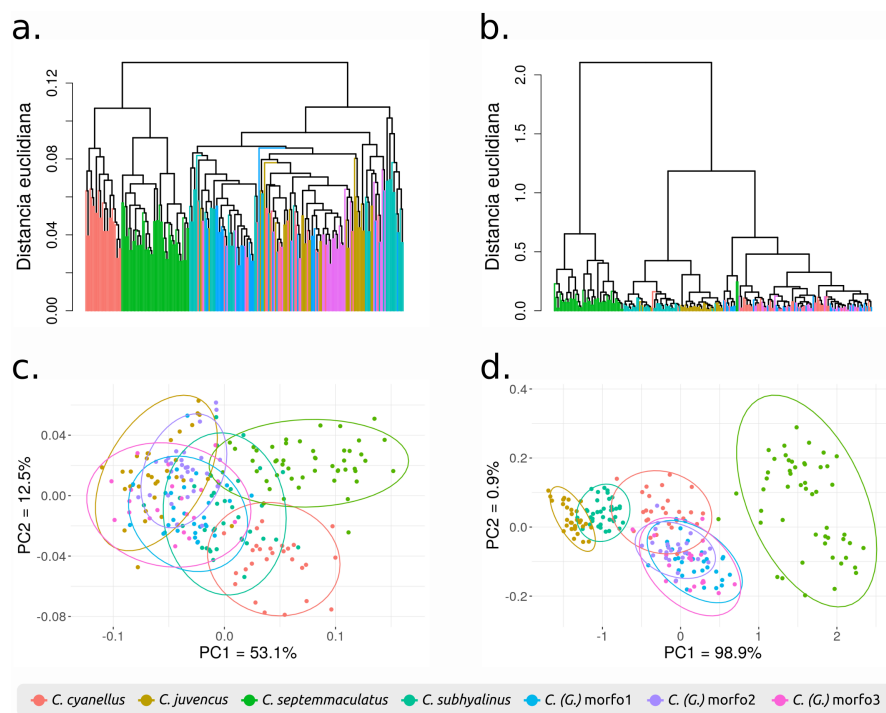 a.
b.
Distancia euclidiana
0.00
0.04
0.08
0.12
Distancia euclidiana
0.0
0.5
1.0
1.5
2.0
c.
d.
PC2 = 12.5%
0.04
0.00
-0.04
-0.08
-0.1
0.0
0.1
PC1 = 53.1%
PC2 = 0.9%
0.4
0.2
0.0
-0.2
-1
0
1
2
PC1 = 98.9%
C. cyanellus C. juvencus C. septemmaculatus C. subhyalinus C. (G.) morfo1 C. (G.) morfo2 C. (G.) morfo3